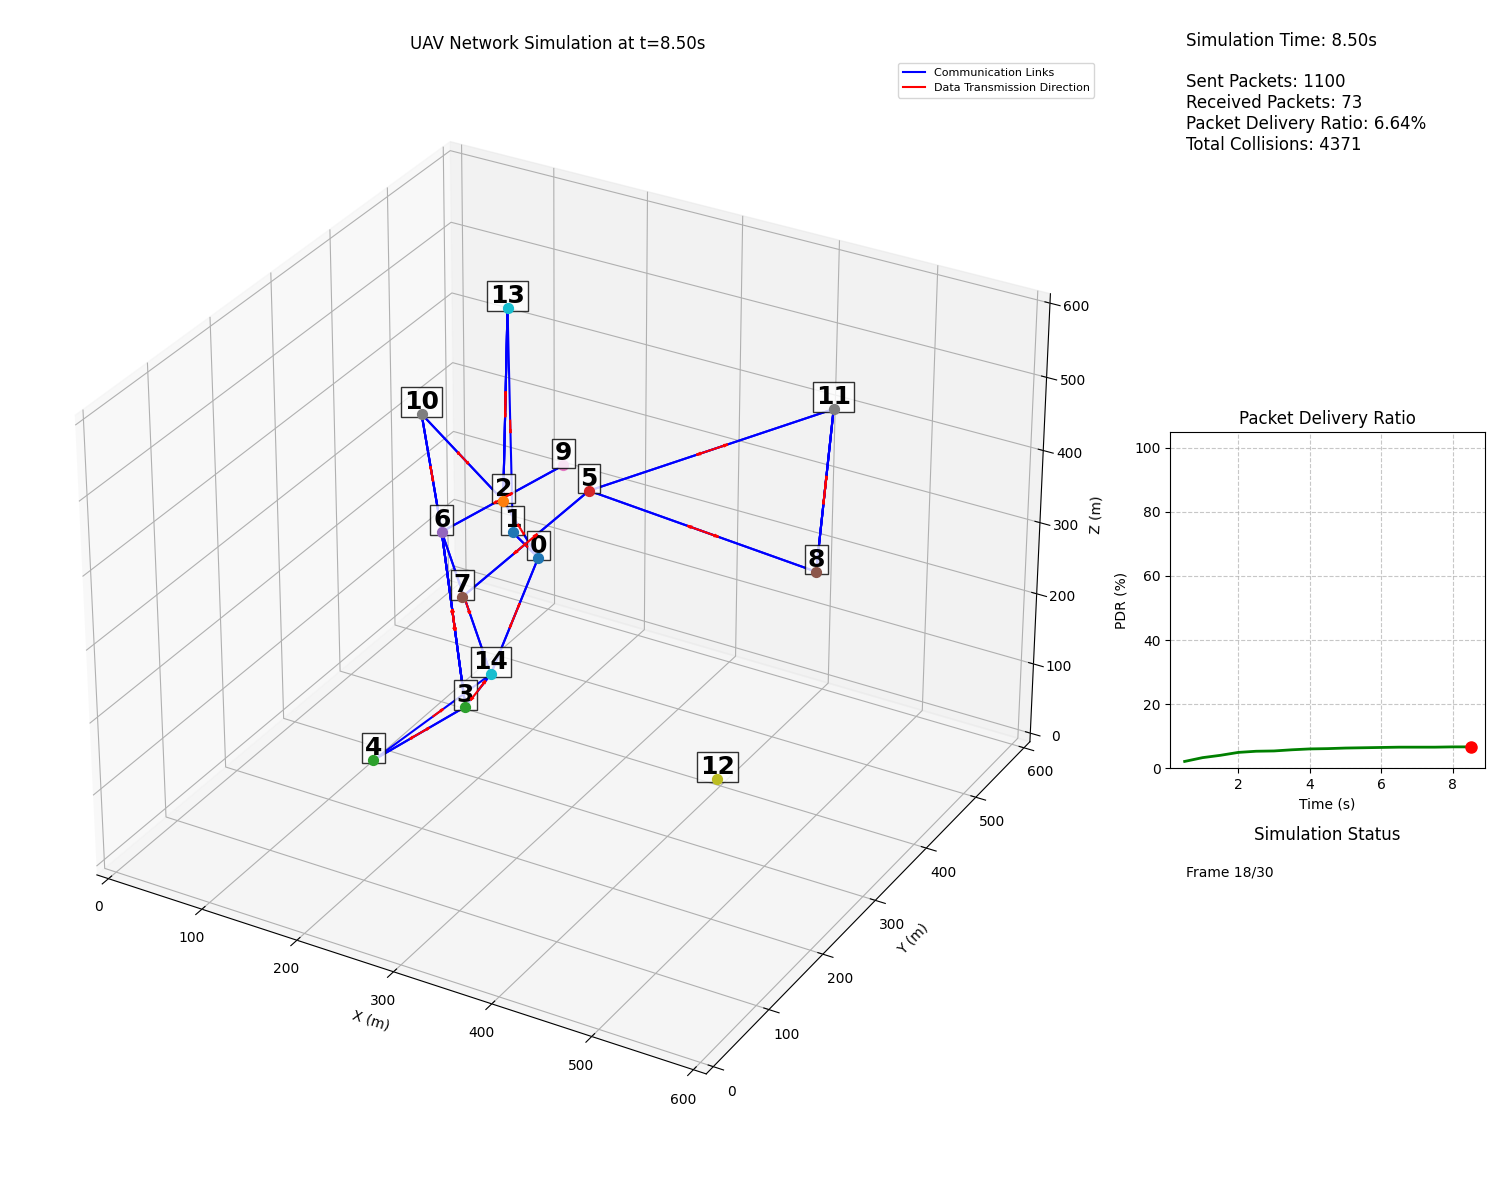 UAV Network Simulation at t=8.50s
Communication Links
Data Transmission Direction
Simulation Time: 8.50s
Sent Packets: 1100
Received Packets: 73
Packet Delivery Ratio: 6.64%
Total Collisions: 4371
13
10
11
9
5
2
6
1
0
8
7
14
3
4
12
0
100
200
300
400
500
600
X (m)
0
100
200
300
400
500
600
Y (m)
0
100
200
300
400
500
600
Z (m)
Packet Delivery Ratio
100
80
60
40
20
0
PDR (%)
2
4
6
8
Time (s)
Simulation Status
Frame 18/30